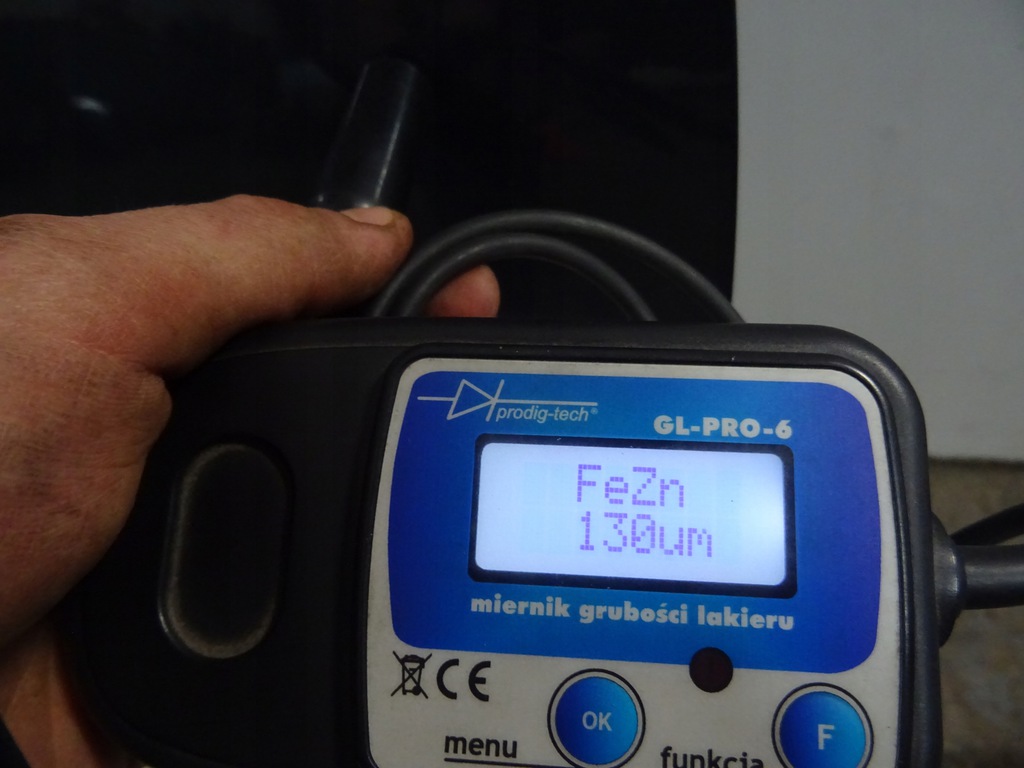 prodig-tech®
GL-PRO-6
FeZn
130um
miernik grubości lakieru
CE
OK
F
menu
funkcja